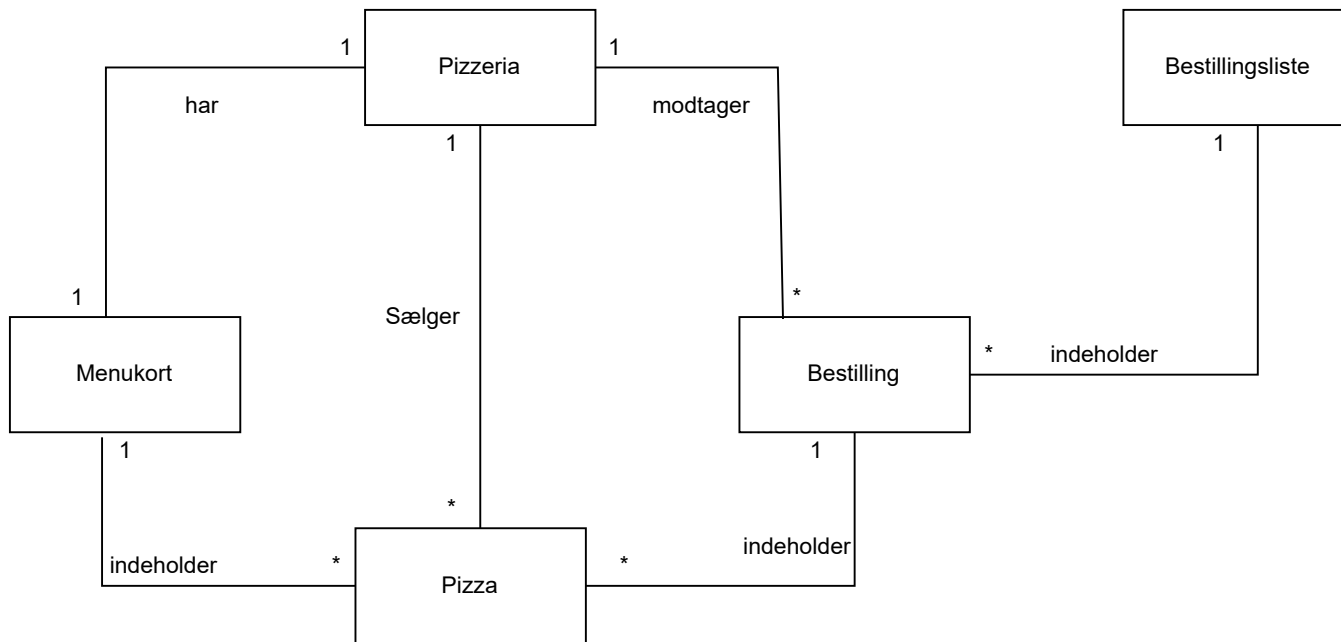 1
Pizzeria
1
Bestillingsliste
har
modtager
1
1
1
Sælger
*
Menukort
Bestilling
*
indeholder
1
1
*
indeholder
*
Pizza
*
indeholder